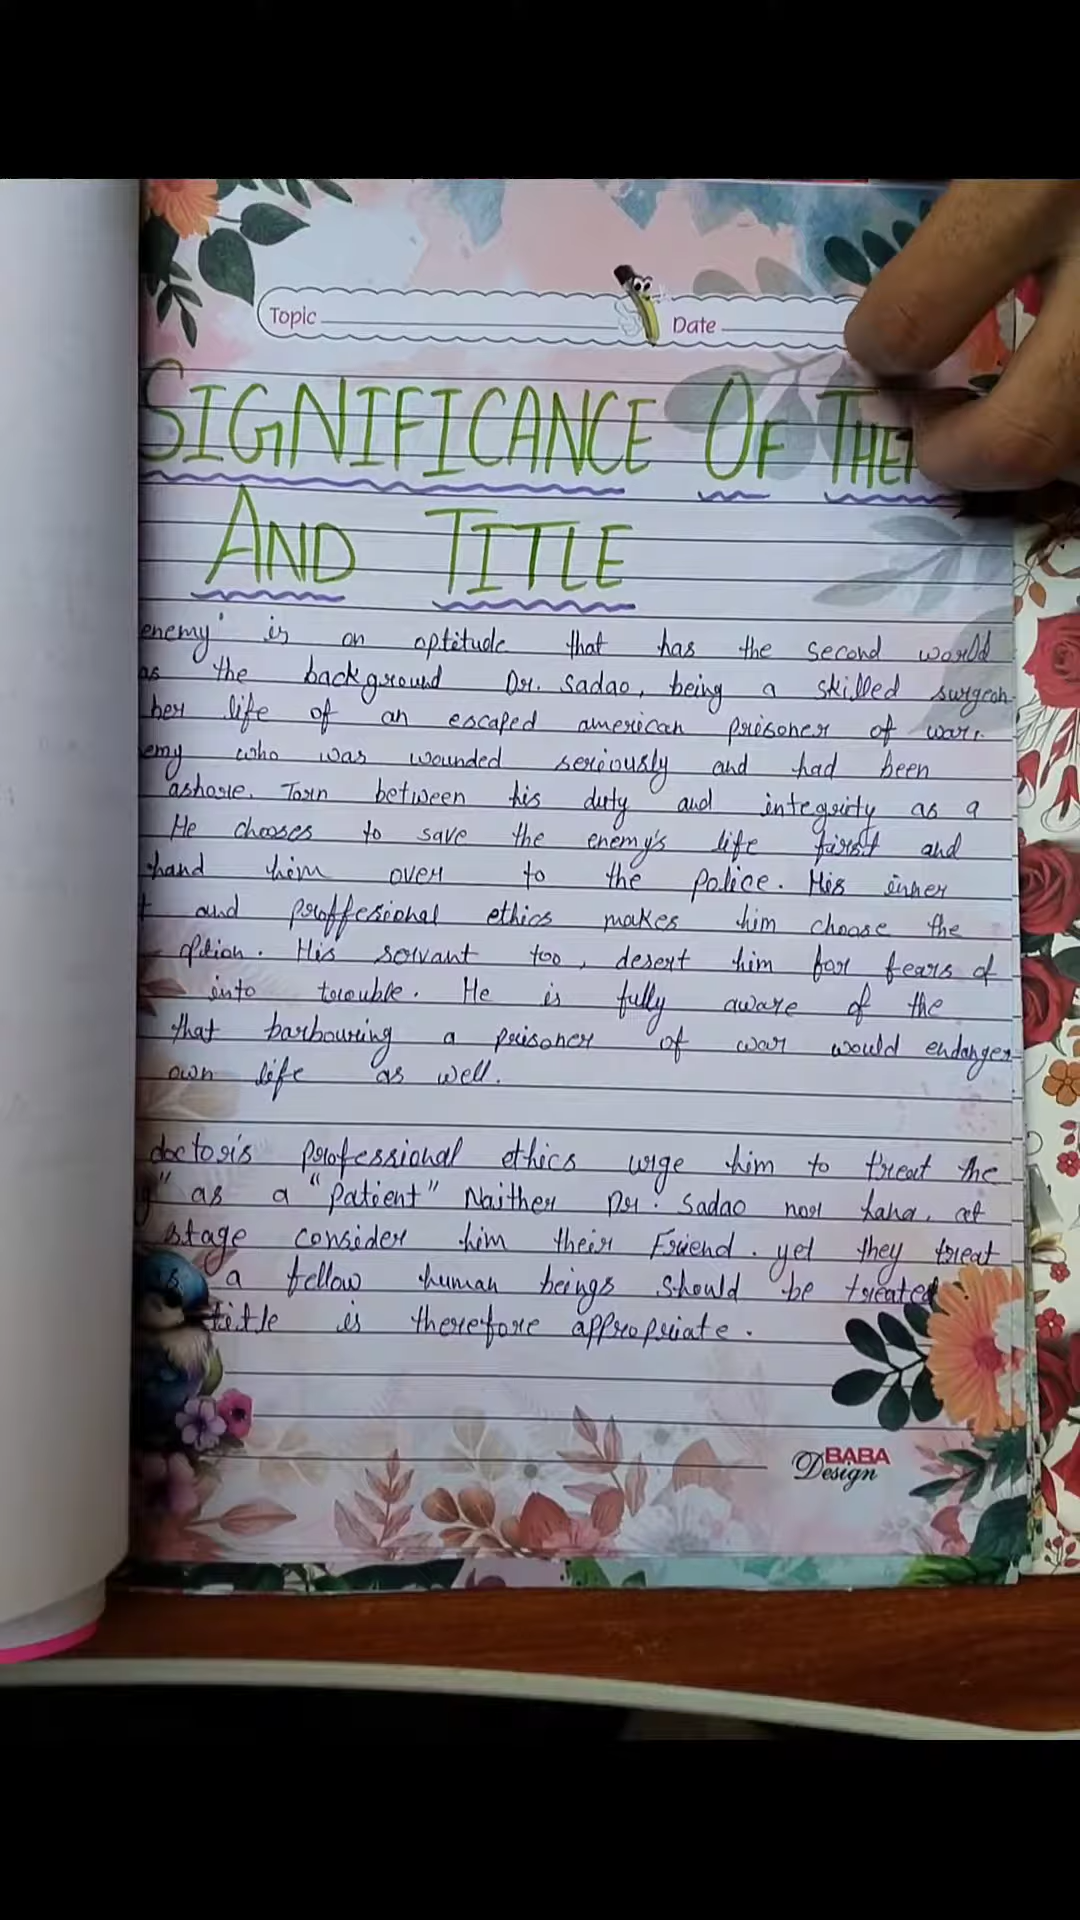 Topic
Date
SIGNIFICANCE OF THE
AND TITLE
enemy' is an optitude that has the second world
as the background Dr. Sadao, being a skilled surgeon
her life of an escaped american prisoner of war.
emy who was wounded seriously and had been
ashore. Torn between his duty and integrity as a
He chooses to save the enemy's life first and
hand him over to the police. His inner
and proffesional ethics makes him choose the
option. His servant too, desert him for fears of
into trouble. He is fully aware of the
that barbouring a prisoner of war would endanger
own life as well.
doctor's professional ethics urge him to treat the
as a "patient" Naither Dr. Sadao nor hana, at
stage consider him their Friend. yet they treat
a fellow human beings should be treated
title is therefore appropriate.
BABA
Design